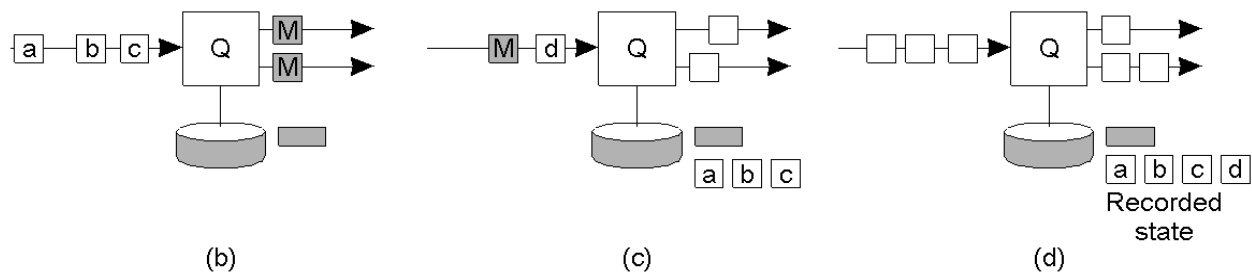 a b c Q M M
M d Q
Q
a b c
a b c d
Recorded
state
(b) (c) (d)